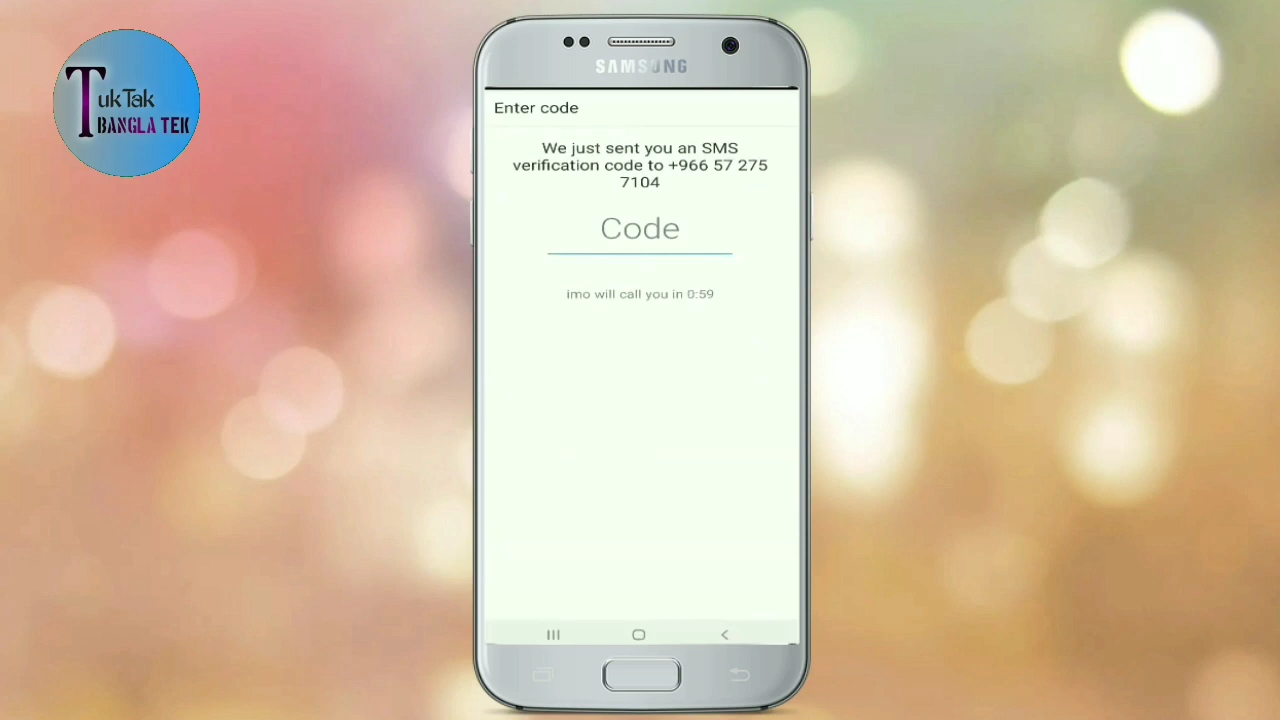 TukTak
BANGLA TEK
SAMSUNG
Enter code
We just sent you an SMS
verification code to +966 57 275
7104
Code
imo will call you in 0:59